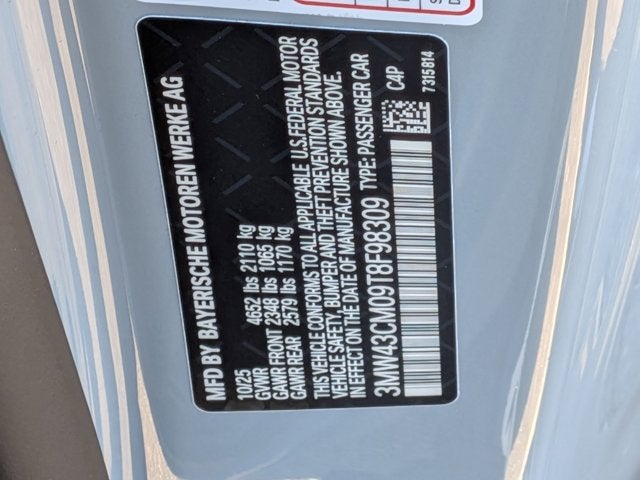 MFD BY BAYERISCHE MOTOREN WERKE AG
10/25
GVWR 4652 lbs 2110 kg
GAWR FRONT 2348 lbs 1065 kg
GAWR REAR 2579 lbs 1170 kg
THIS VEHICLE CONFORMS TO ALL APPLICABLE U.S. FEDERAL MOTOR
VEHICLE SAFETY, BUMPER AND THEFT PREVENTION STANDARDS
IN EFFECT ON THE DATE OF MANUFACTURE SHOWN ABOVE.
3MW43CM09T8F98309 TYPE: PASSENGER CAR
C4P
7315814